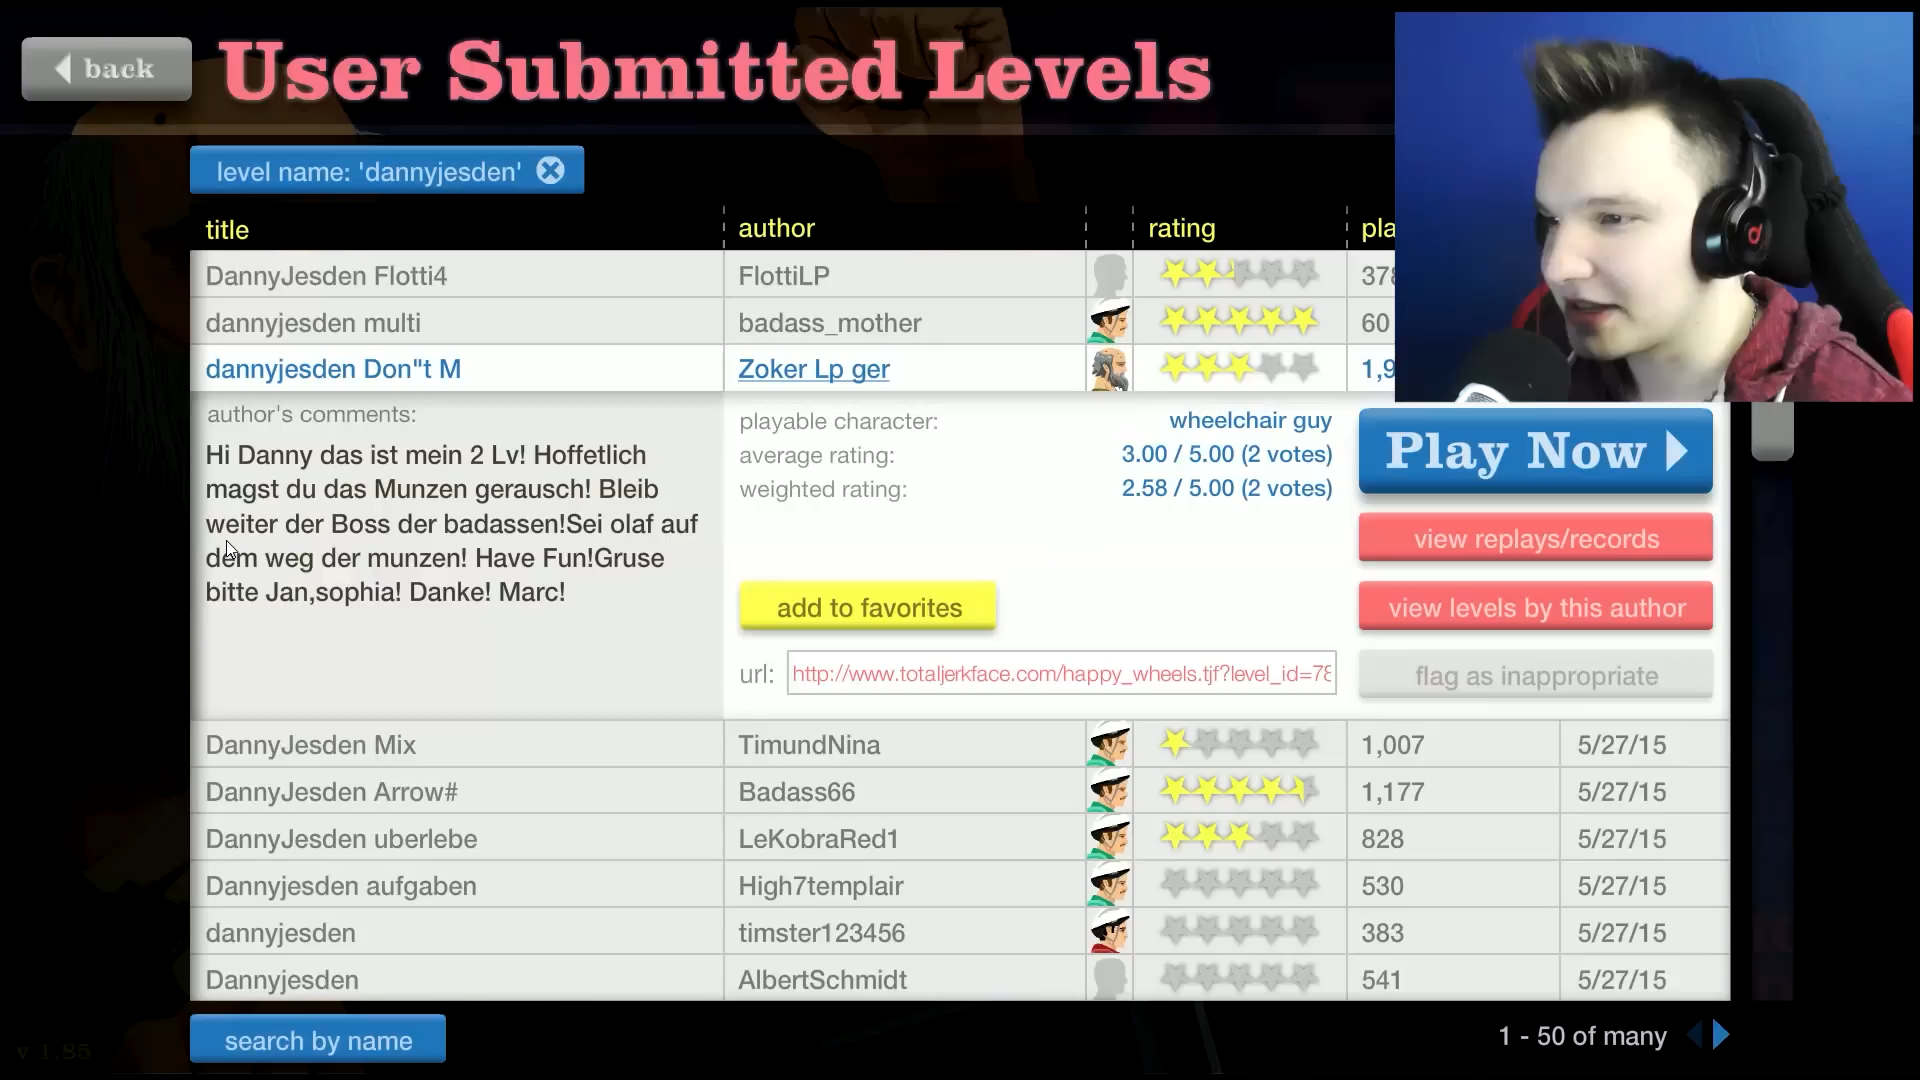 back
User Submitted Levels
level name: 'dannyjesden'
title author rating pla
DannyJesden Flotti4 FlottiLP 378
dannyjesden multi badass_mother 60
dannyjesden Don"t M Zoker Lp ger 1,9
author's comments:
Hi Danny das ist mein 2 Lv! Hoffetlich
magst du das Munzen gerausch! Bleib
weiter der Boss der badassen!Sei olaf auf
dem weg der munzen! Have Fun!Gruse
bitte Jan,sophia! Danke! Marc!
playable character: wheelchair guy
average rating: 3.00 / 5.00 (2 votes)
weighted rating: 2.58 / 5.00 (2 votes)
add to favorites
url: http://www.totaljerkface.com/happy_wheels.tjf?level_id=78
Play Now
view replays/records
view levels by this author
flag as inappropriate
DannyJesden Mix TimundNina 1,007 5/27/15
DannyJesden Arrow# Badass66 1,177 5/27/15
DannyJesden uberlebe LeKobraRed1 828 5/27/15
Dannyjesden aufgaben High7templair 530 5/27/15
dannyjesden timster123456 383 5/27/15
Dannyjesden AlbertSchmidt 541 5/27/15
search by name
1 - 50 of many
v 1.85